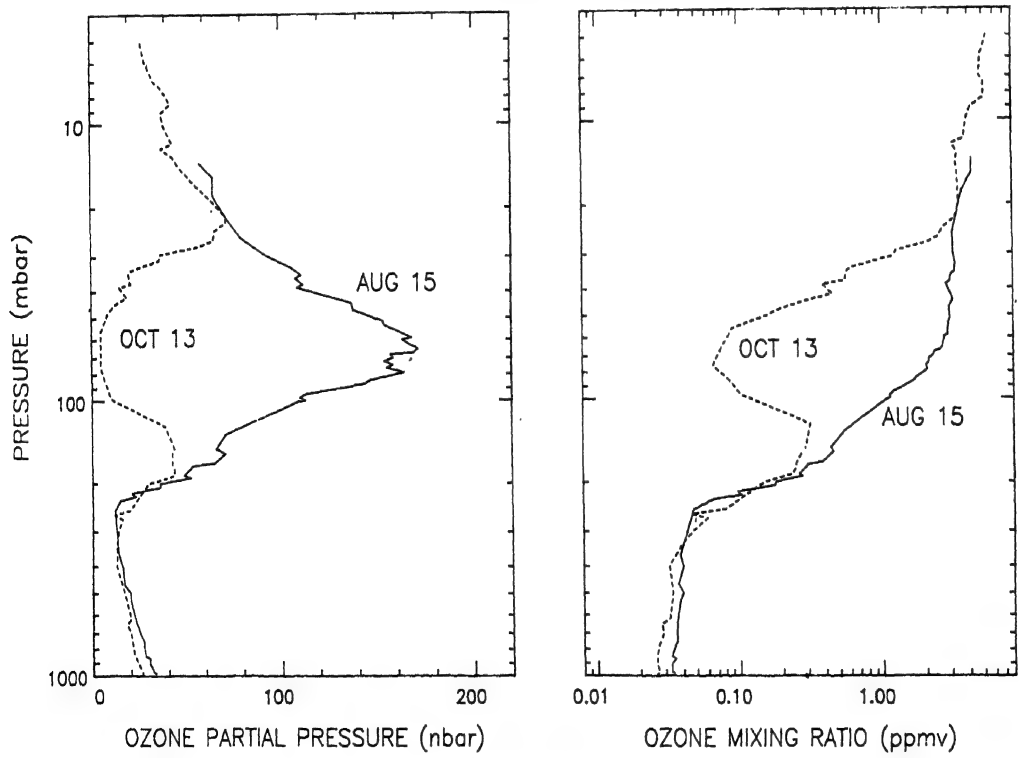 PRESSURE (mbar)
10
100
1000
AUG 15
OCT 13
0
100
200
OZONE PARTIAL PRESSURE (nbar)
OCT 13
AUG 15
0.01
0.10
1.00
OZONE MIXING RATIO (ppmv)